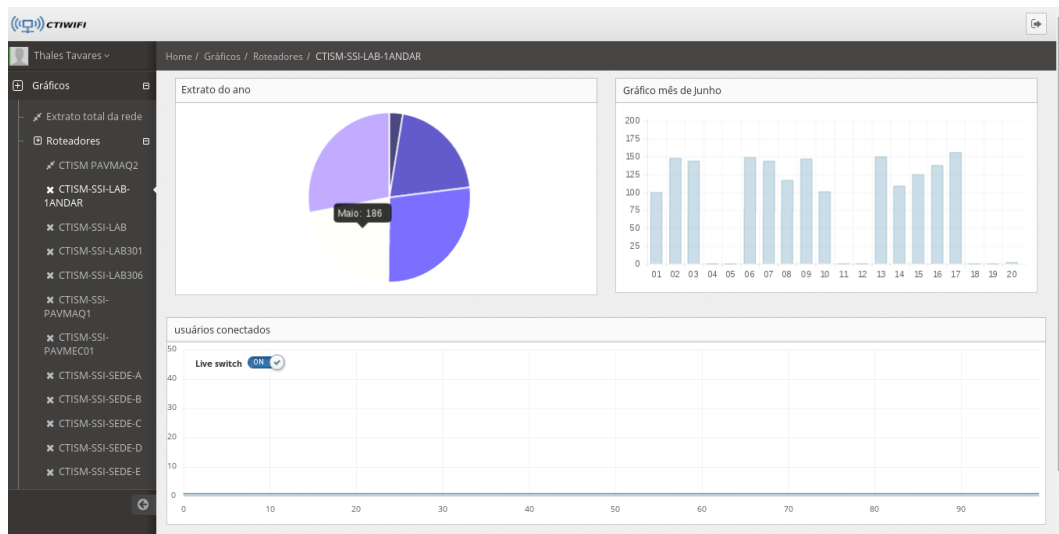 CTIWIFI
Thales Tavares
Home / Gráficos / Roteadores / CTISM-SSI-LAB-1ANDAR
Gráficos
Extrato total da rede
Roteadores
CTISM PAVMAQ2
CTISM-SSI-LAB-
1ANDAR
CTISM-SSI-LAB
CTISM-SSI-LAB301
CTISM-SSI-LAB306
CTISM-SSI-
PAVMAQ1
CTISM-SSI-
PAVMEC01
CTISM-SSI-SEDE-A
CTISM-SSI-SEDE-B
CTISM-SSI-SEDE-C
CTISM-SSI-SEDE-D
CTISM-SSI-SEDE-E
Extrato do ano
Maio: 186
Gráfico mês de Junho
200
175
150
125
100
75
50
25
0
01 02 03 04 05 06 07 08 09 10 11 12 13 14 15 16 17 18 19 20
usuários conectados
Live switch ON
50
40
30
20
10
0
0 10 20 30 40 50 60 70 80 90